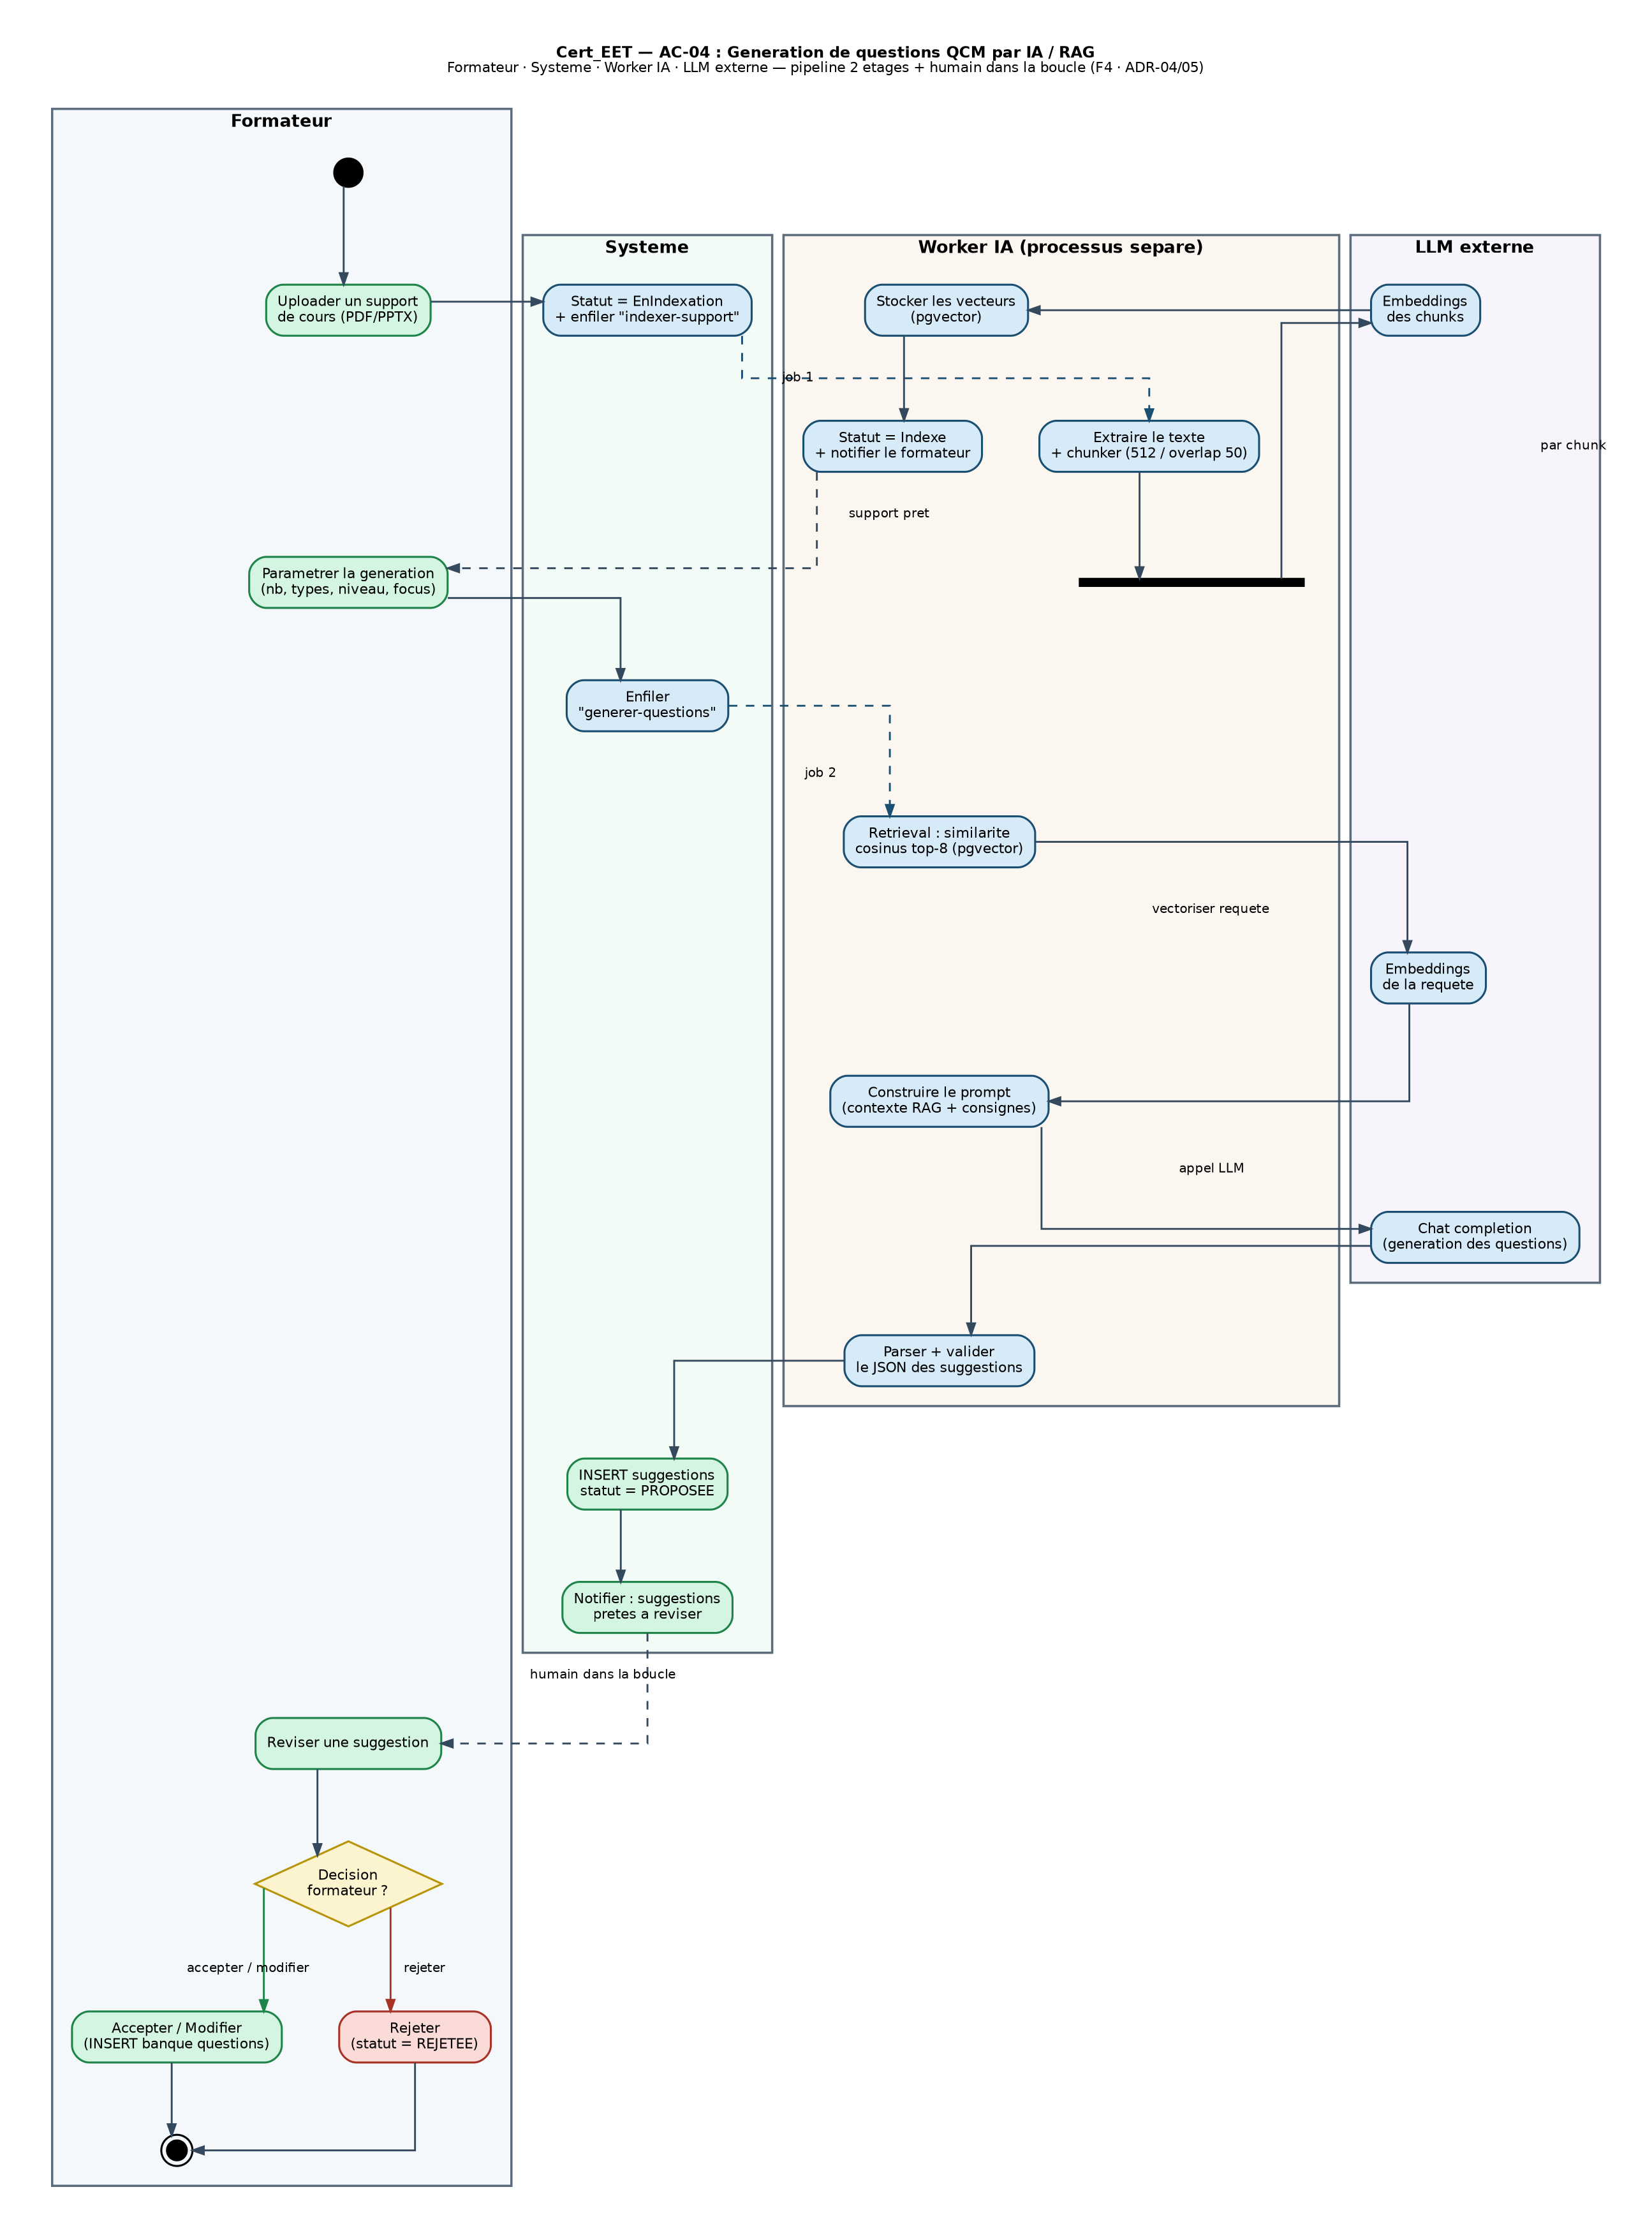 Cert_EET — AC-04 : Generation de questions QCM par IA / RAG
Formateur · Systeme · Worker IA · LLM externe — pipeline 2 etages + humain dans la boucle (F4 · ADR-04/05)
Formateur
Systeme
Worker IA (processus separe)
LLM externe
Uploader un support
de cours (PDF/PPTX)
Statut = EnIndexation
+ enfiler "indexer-support"
Stocker les vecteurs
(pgvector)
Embeddings
des chunks
job 1
Statut = Indexe
+ notifier le formateur
Extraire le texte
+ chunker (512 / overlap 50)
par chunk
support pret
Parametrer la generation
(nb, types, niveau, focus)
Enfiler
"generer-questions"
job 2
Retrieval : similarite
cosinus top-8 (pgvector)
vectoriser requete
Embeddings
de la requete
Construire le prompt
(contexte RAG + consignes)
appel LLM
Chat completion
(generation des questions)
Parser + valider
le JSON des suggestions
INSERT suggestions
statut = PROPOSEE
Notifier : suggestions
pretes a reviser
humain dans la boucle
Reviser une suggestion
Decision
formateur ?
accepter / modifier
rejeter
Accepter / Modifier
(INSERT banque questions)
Rejeter
(statut = REJETEE)